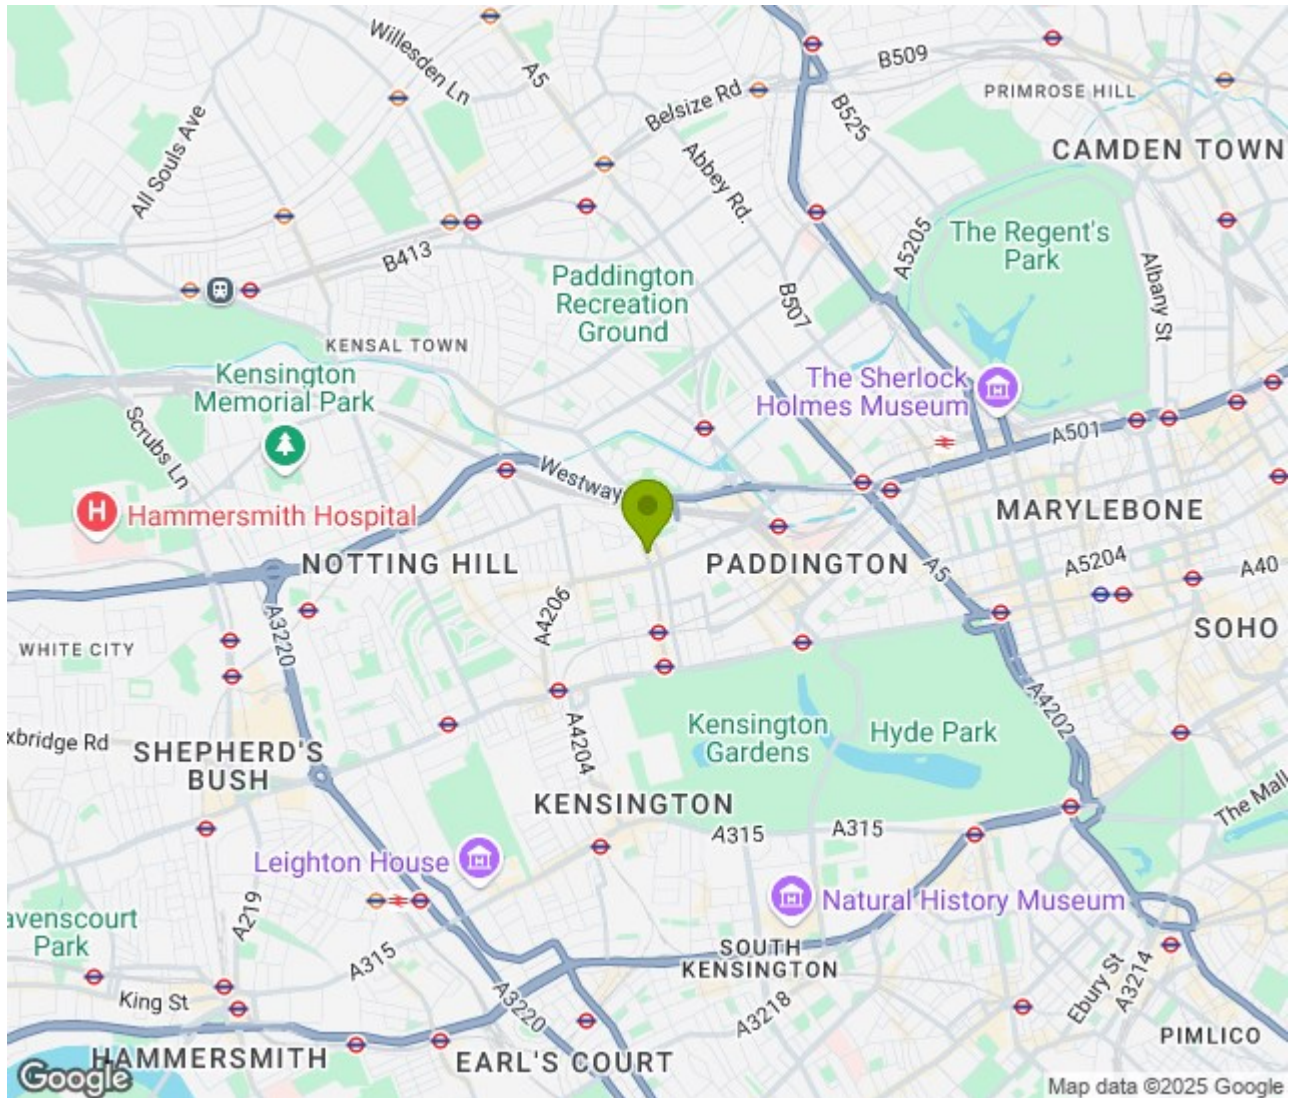 Willesden Ln
A5
B509
Belsize Rd
PRIMROSE HILL
B525
All Souls Ave
Abbey Rd.
CAMDEN TOWN
A5205
The Regent's
Park
B413
Albany St
Paddington
Recreation
Ground
B507
KENSAL TOWN
Kensington
Memorial Park
The Sherlock
Holmes Museum
Scrubs Ln
A501
Westway
H
Hammersmith Hospital
MARYLEBONE
NOTTING HILL
PADDINGTON
A5
A5204
A40
A4206
A3220
SOHO
WHITE CITY
A4202
xbridge Rd
SHEPHERD'S
BUSH
A4204
Kensington
Gardens
Hyde Park
KENSINGTON
The Mall
A315
A315
Leighton House
Natural History Museum
avenscourt
Park
A219
A315
SOUTH
KENSINGTON
King St
A3220
A3218
Ebury St
A3214
PIMLICO
HAMMERSMITH
EARL'S COURT
Google
Map data ©2025 Google